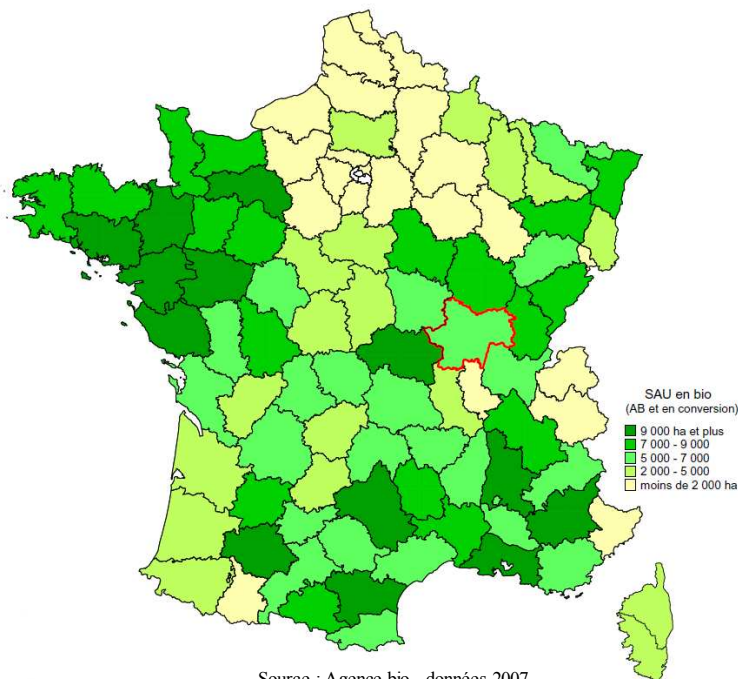 SAU en bio
(AB et en conversion)
9 000 ha et plus
7 000 - 9 000
5 000 - 7 000
2 000 - 5 000
moins de 2 000 ha
Source : Agence bio - données 2007